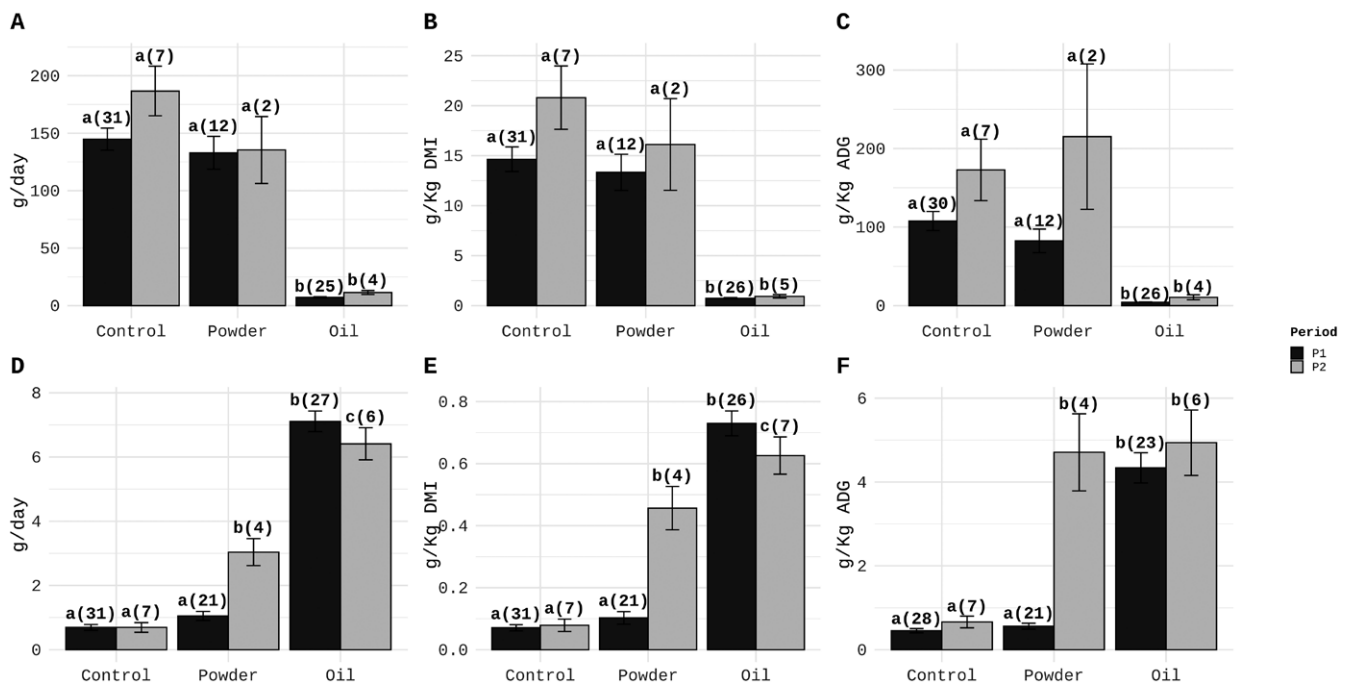 A
g/day
200
150
100
50
0
a(31)
a(7)
a(12)
a(2)
b(25)
b(4)
Control
Powder
Oil
B
g/Kg DMI
25
20
15
10
5
0
a(31)
a(7)
a(12)
a(2)
b(26)
b(5)
Control
Powder
Oil
C
g/Kg ADG
300
200
100
0
a(30)
a(7)
a(12)
a(2)
b(26)
b(4)
Control
Powder
Oil
Period
P1
P2
D
g/day
8
6
4
2
0
a(31)
a(7)
a(21)
b(4)
b(27)
c(6)
Control
Powder
Oil
E
g/Kg DMI
0.8
0.6
0.4
0.2
0.0
a(31)
a(7)
a(21)
b(4)
b(26)
c(7)
Control
Powder
Oil
F
g/Kg ADG
6
4
2
0
a(28)
a(7)
a(21)
b(4)
b(23)
b(6)
Control
Powder
Oil